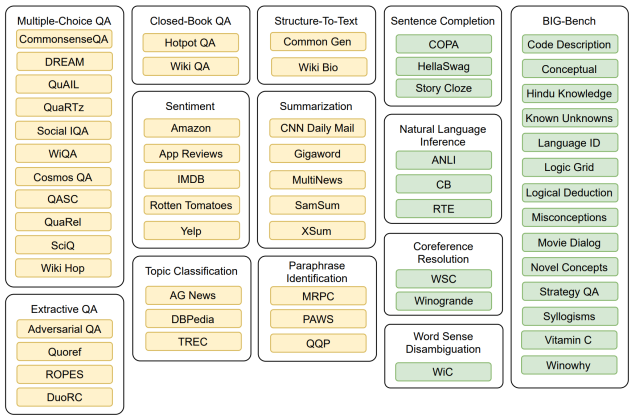 Multiple-Choice QA
CommonsenseQA
DREAM
QuAIL
QuaRTz
Social IQA
WiQA
Cosmos QA
QASC
QuaRel
SciQ
Wiki Hop
Extractive QA
Adversarial QA
Quoref
ROPES
DuoRC
Closed-Book QA
Hotpot QA
Wiki QA
Sentiment
Amazon
App Reviews
IMDB
Rotten Tomatoes
Yelp
Topic Classification
AG News
DBPedia
TREC
Structure-To-Text
Common Gen
Wiki Bio
Summarization
CNN Daily Mail
Gigaword
MultiNews
SamSum
XSum
Paraphrase
Identification
MRPC
PAWS
QQP
Sentence Completion
COPA
HellaSwag
Story Cloze
Natural Language
Inference
ANLI
CB
RTE
Coreference
Resolution
WSC
Winogrande
Word Sense
Disambiguation
WiC
BIG-Bench
Code Description
Conceptual
Hindu Knowledge
Known Unknowns
Language ID
Logic Grid
Logical Deduction
Misconceptions
Movie Dialog
Novel Concepts
Strategy QA
Syllogisms
Vitamin C
Winowhy